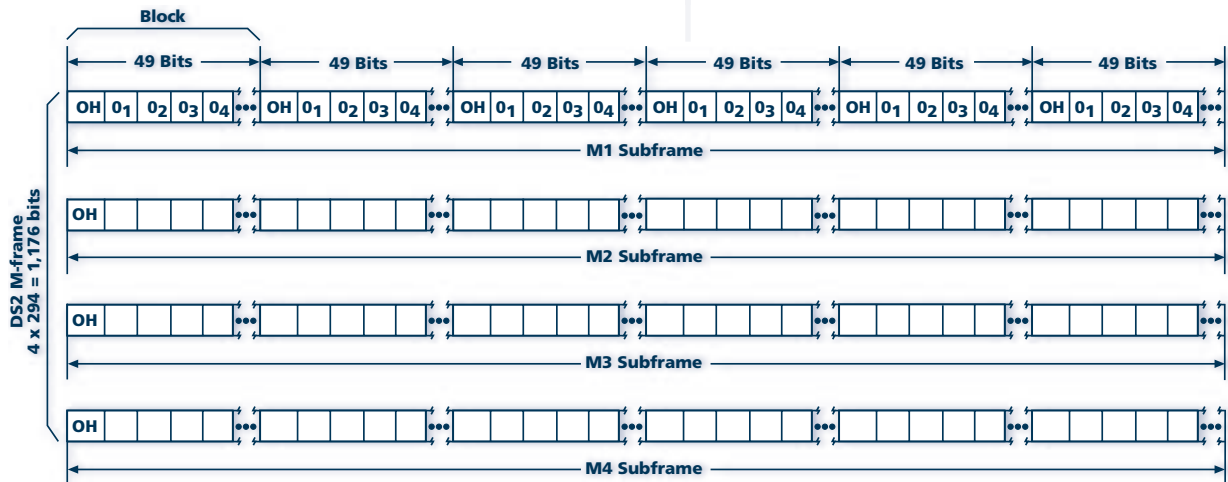 Block
49 Bits 49 Bits 49 Bits 49 Bits 49 Bits 49 Bits
OH 0₁ 0₂ 0₃ 0₄ ••• OH 0₁ 0₂ 0₃ 0₄ ••• OH 0₁ 0₂ 0₃ 0₄ ••• OH 0₁ 0₂ 0₃ 0₄ ••• OH 0₁ 0₂ 0₃ 0₄ ••• OH 0₁ 0₂ 0₃ 0₄ •••
M1 Subframe
DS2 M-frame
4 x 294 = 1,176 bits
OH ••• ••• ••• ••• ••• •••
M2 Subframe
OH ••• ••• ••• ••• ••• •••
M3 Subframe
OH ••• ••• ••• ••• ••• •••
M4 Subframe